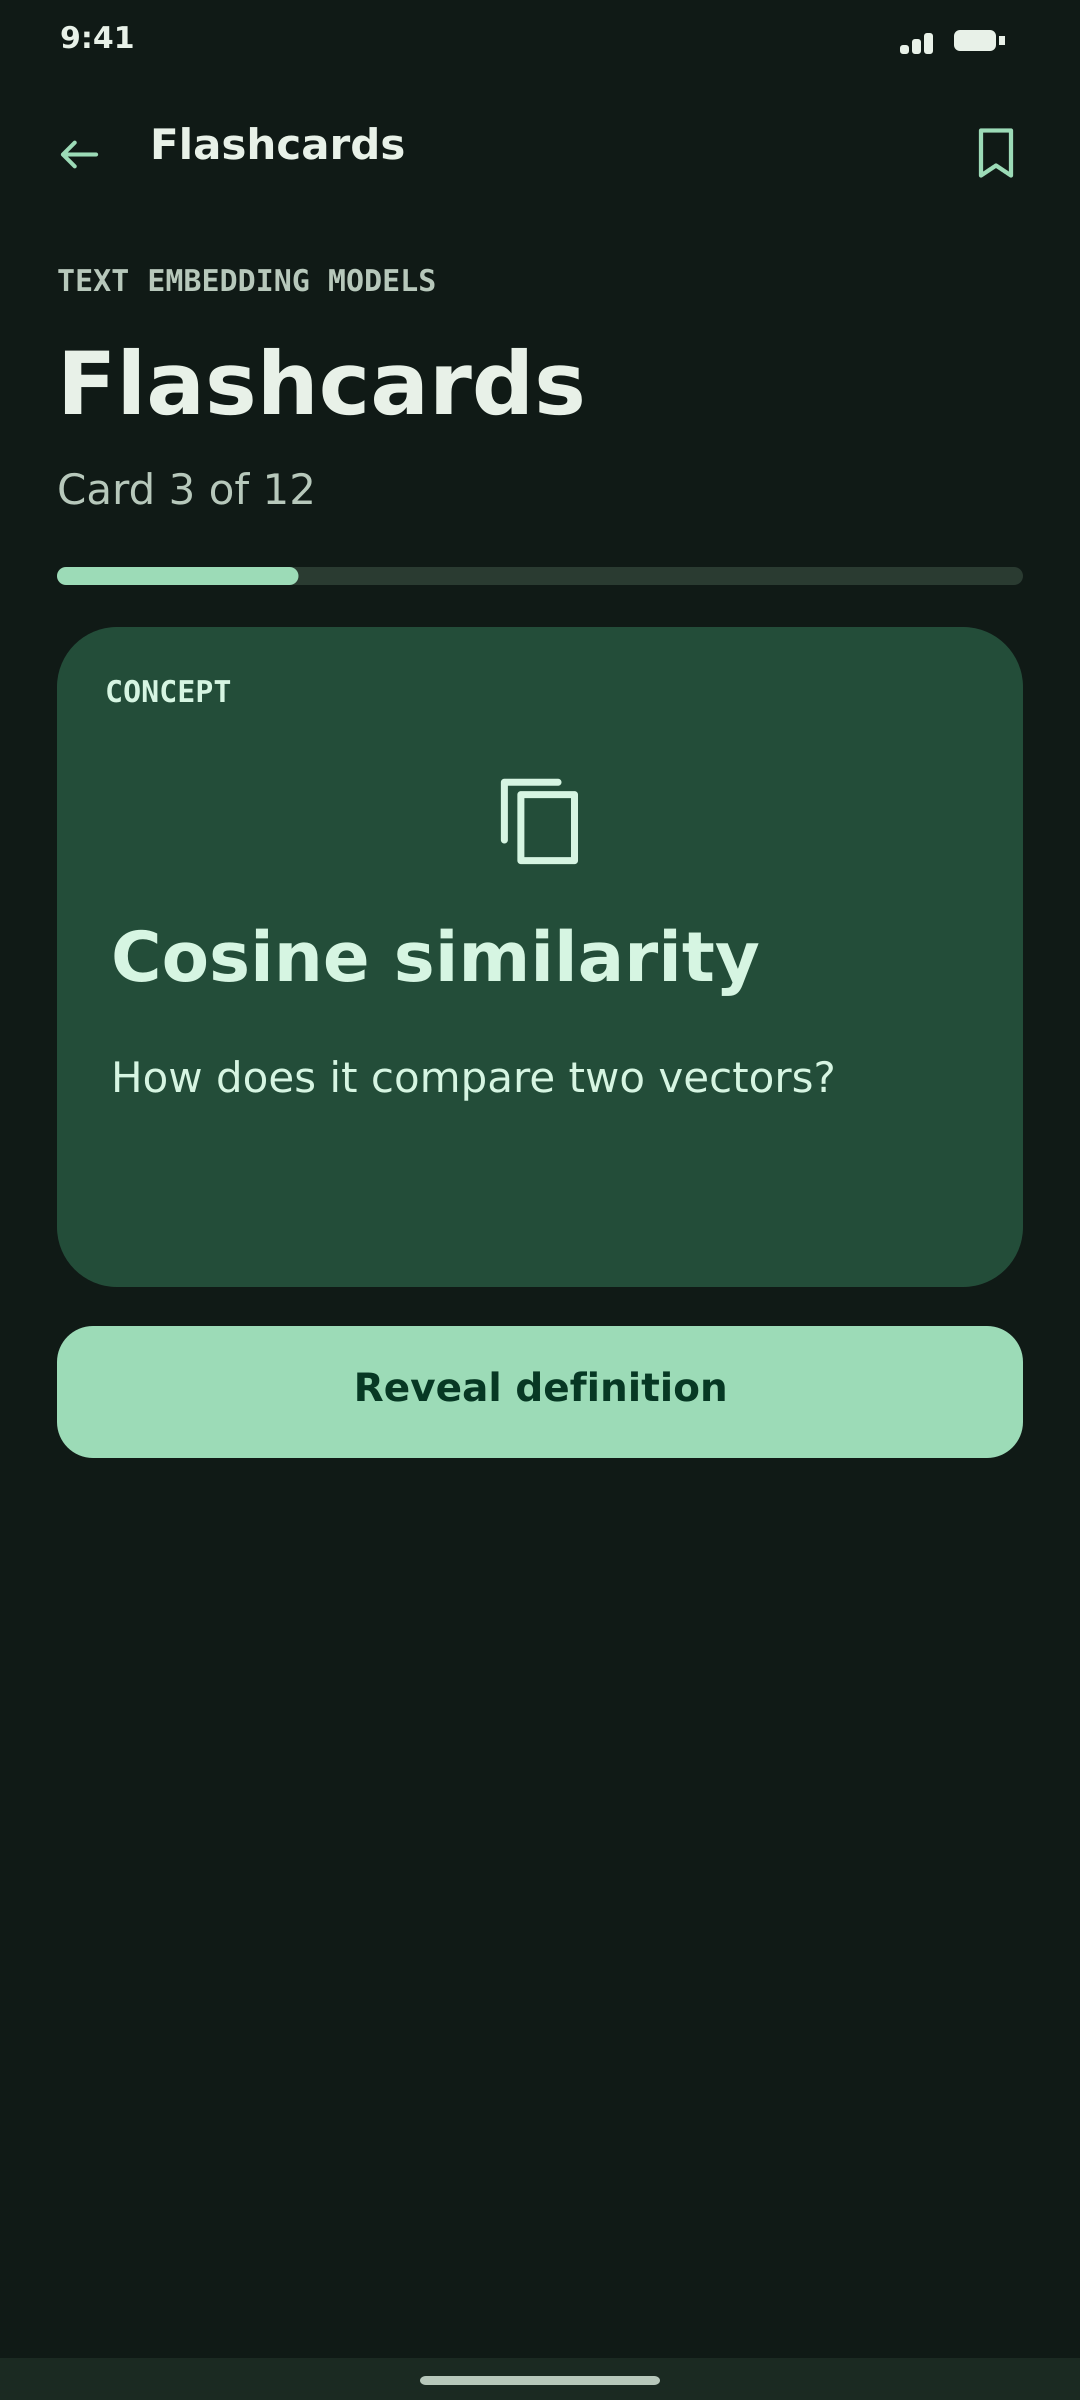 9:41
Flashcards
TEXT EMBEDDING MODELS
Flashcards
Card 3 of 12
CONCEPT
Cosine similarity
How does it compare two vectors?
Reveal definition